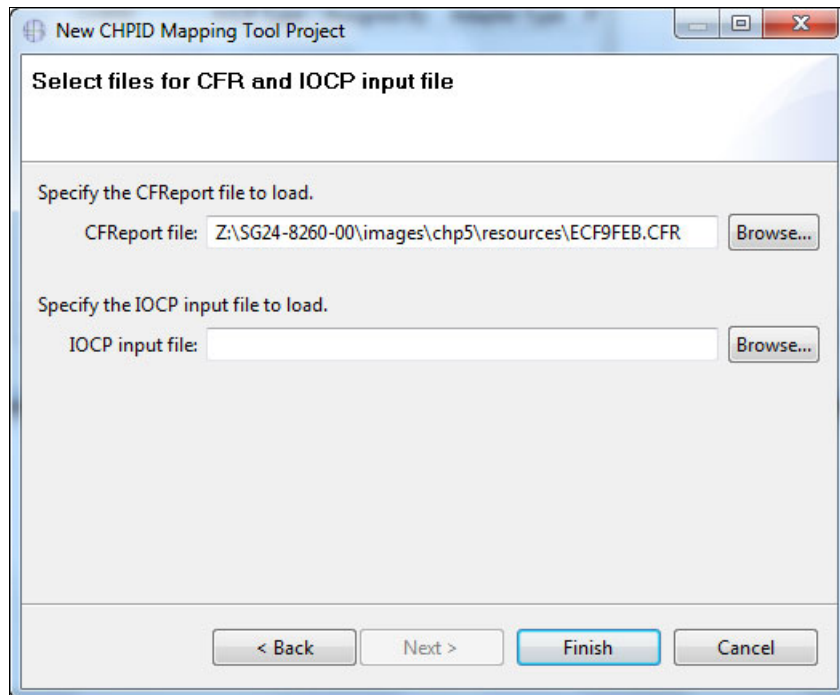 New CHPID Mapping Tool Project
Select files for CFR and IOCP input file
Specify the CFReport file to load.
CFReport file: Z:\SG24-8260-00\images\chp5\resources\ECF9FEB.CFR Browse...
Specify the IOCP input file to load.
IOCP input file: Browse...
< Back Next > Finish Cancel